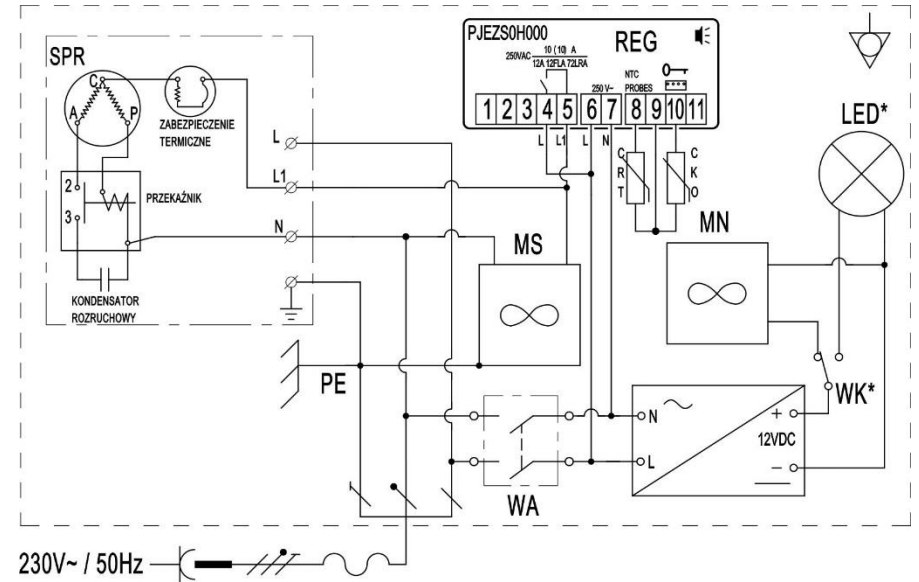 SPR
C
A
P
ZABEZPIECZENIE
TERMICZNE
2
3
PRZEKAŹNIK
KONDENSATOR
ROZRUCHOWY
L
L1
N
PE
PJEZS0H000
REG
250VAC 10 (10) A
12A 12FLA 72LRA
250 V~
NTC
PROBES
1 2 3 4 5 6 7 8 9 10 11
L L1 L N
C
R
T
C
K
O
MS
MN
LED*
WK*
WA
N
L
+
12VDC
−
230V~ / 50Hz